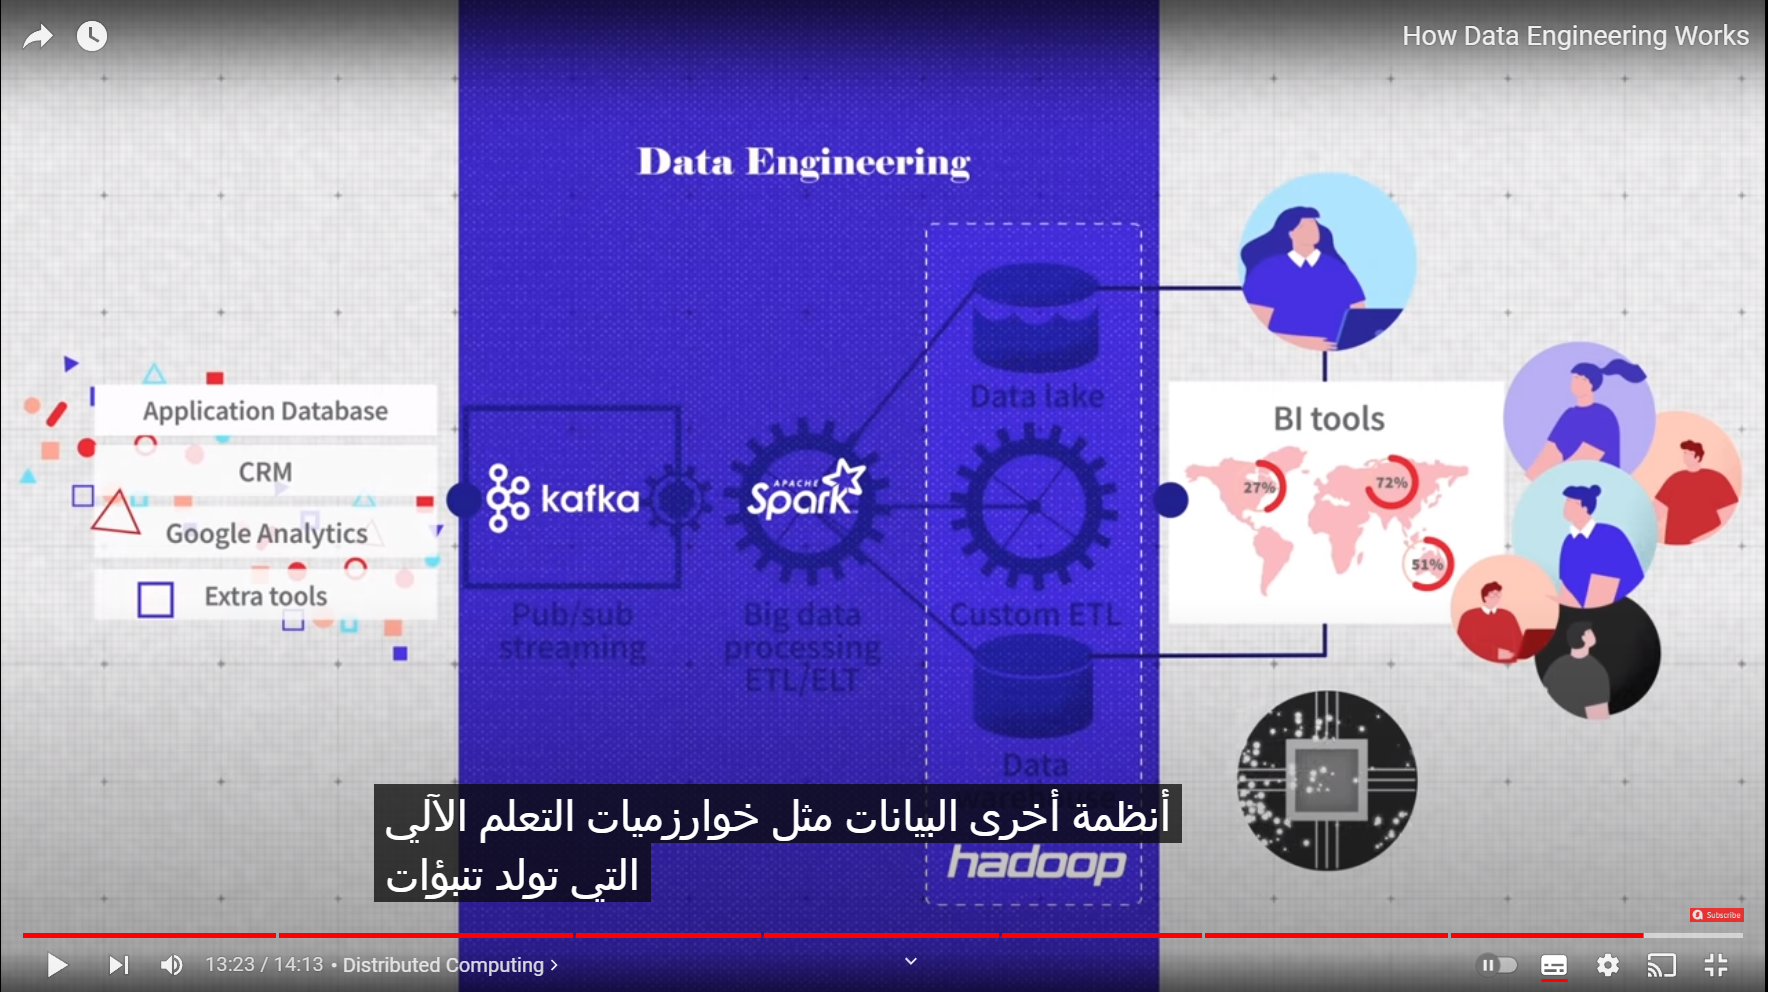 How Data Engineering Works
Data Engineering
Application Database
CRM
Google Analytics
Extra tools
kafka
Pub/sub
streaming
APACHE
Spark
Big data
processing
ETL/ELT
Data lake
Custom ETL
Data
warehouse
hadoop
BI tools
27%
72%
51%
أنظمة أخرى البيانات مثل خوارزميات التعلم الآلي
التي تولد تنبؤات
Subscribe
13:23 / 14:13 • Distributed Computing